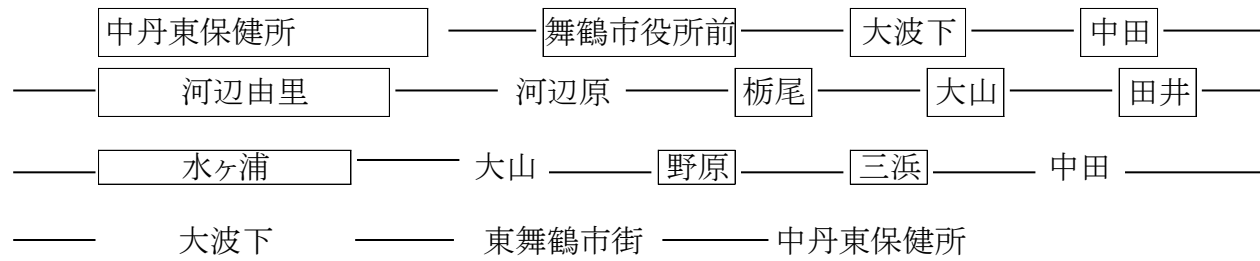 中丹東保健所 舞鶴市役所前 大波下 中田
河辺由里 河辺原 栃尾 大山 田井
水ヶ浦 大山 野原 三浜 中田
大波下 東舞鶴市街 中丹東保健所